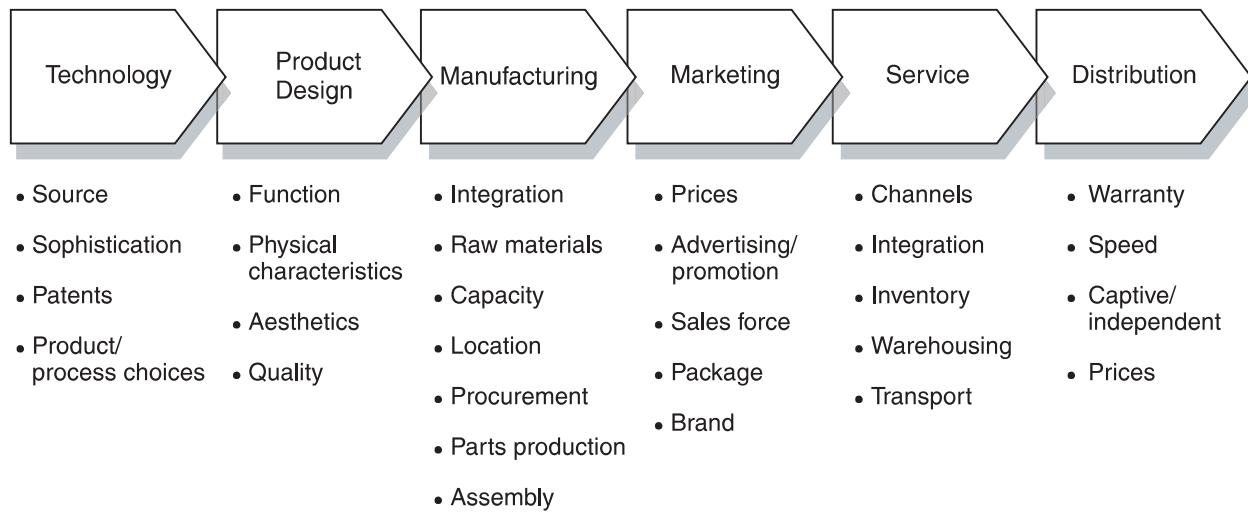 Technology
Product
Design
Manufacturing
Marketing
Service
Distribution
• Source
• Sophistication
• Patents
• Product/
process choices
• Function
• Physical
characteristics
• Aesthetics
• Quality
• Integration
• Raw materials
• Capacity
• Location
• Procurement
• Parts production
• Assembly
• Prices
• Advertising/
promotion
• Sales force
• Package
• Brand
• Channels
• Integration
• Inventory
• Warehousing
• Transport
• Warranty
• Speed
• Captive/
independent
• Prices